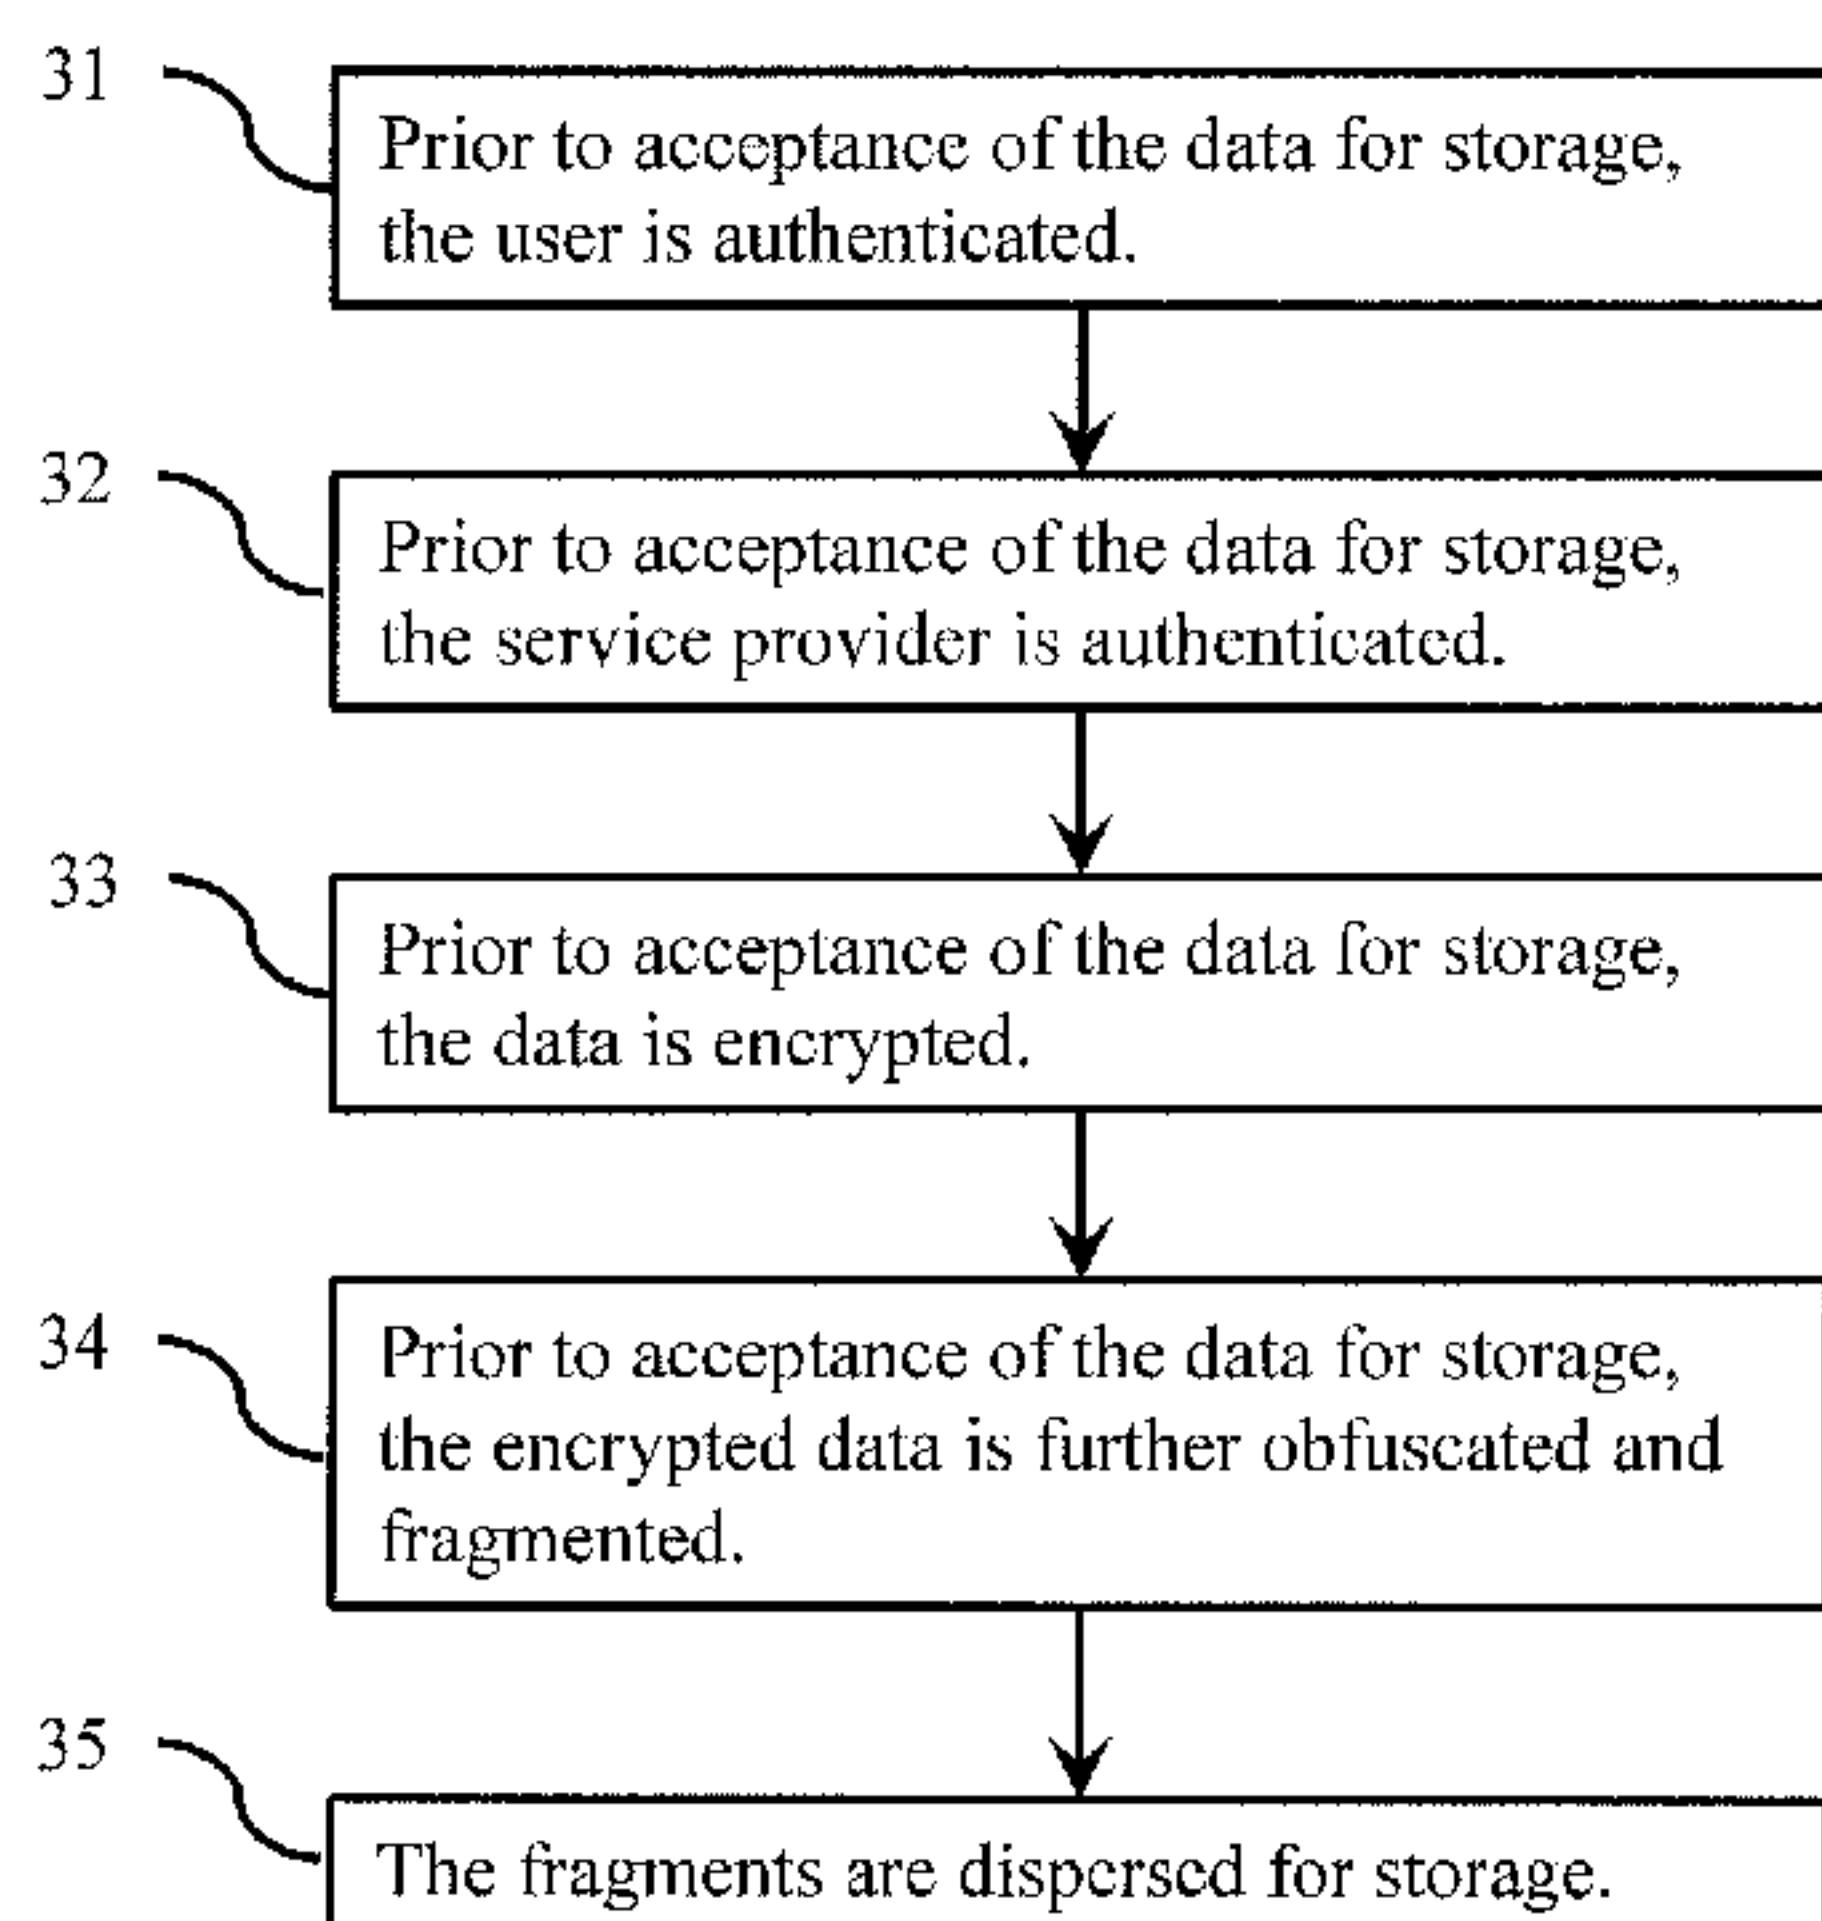 31
Prior to acceptance of the data for storage,
the user is authenticated.
32
Prior to acceptance of the data for storage,
the service provider is authenticated.
33
Prior to acceptance of the data for storage,
the data is encrypted.
34
Prior to acceptance of the data for storage,
the encrypted data is further obfuscated and
fragmented.
35
The fragments are dispersed for storage.